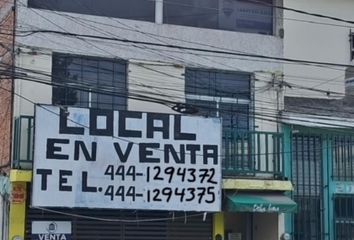 LOCAL
EN VENTA
TEL. 444-1294372
444-1294375
VENTA